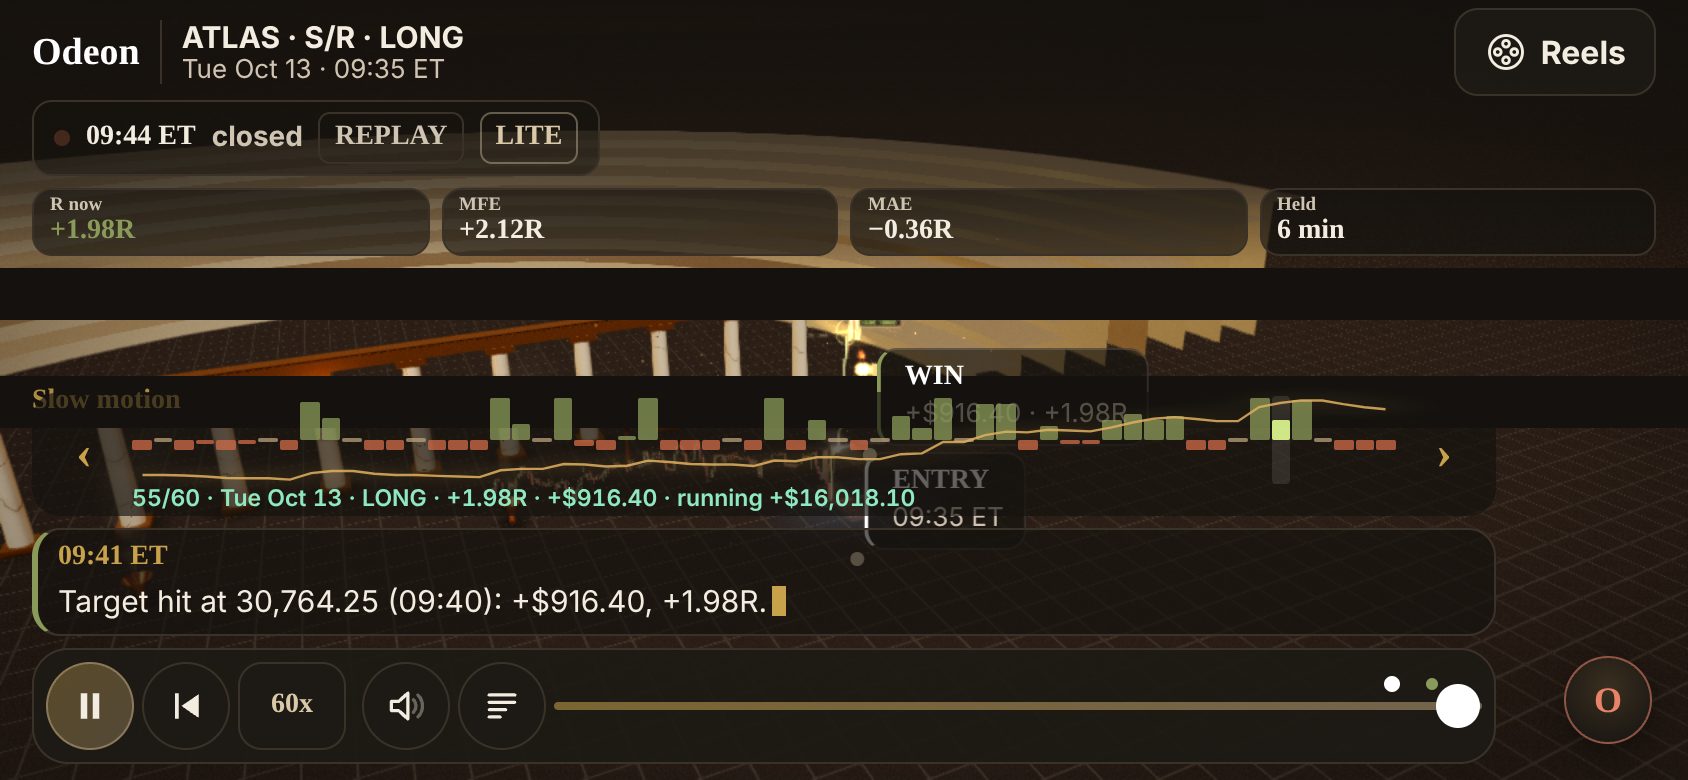 Odeon
ATLAS · S/R · LONG
Tue Oct 13 · 09:35 ET
Reels
09:44 ET closed REPLAY LITE
R now
+1.98R
MFE
+2.12R
MAE
−0.36R
Held
6 min
WIN
+$916.40 · +1.98R
Slow motion
ENTRY
09:35 ET
55/60 · Tue Oct 13 · LONG · +1.98R · +$916.40 · running +$16,018.10
09:41 ET
Target hit at 30,764.25 (09:40): +$916.40, +1.98R.
60x
O